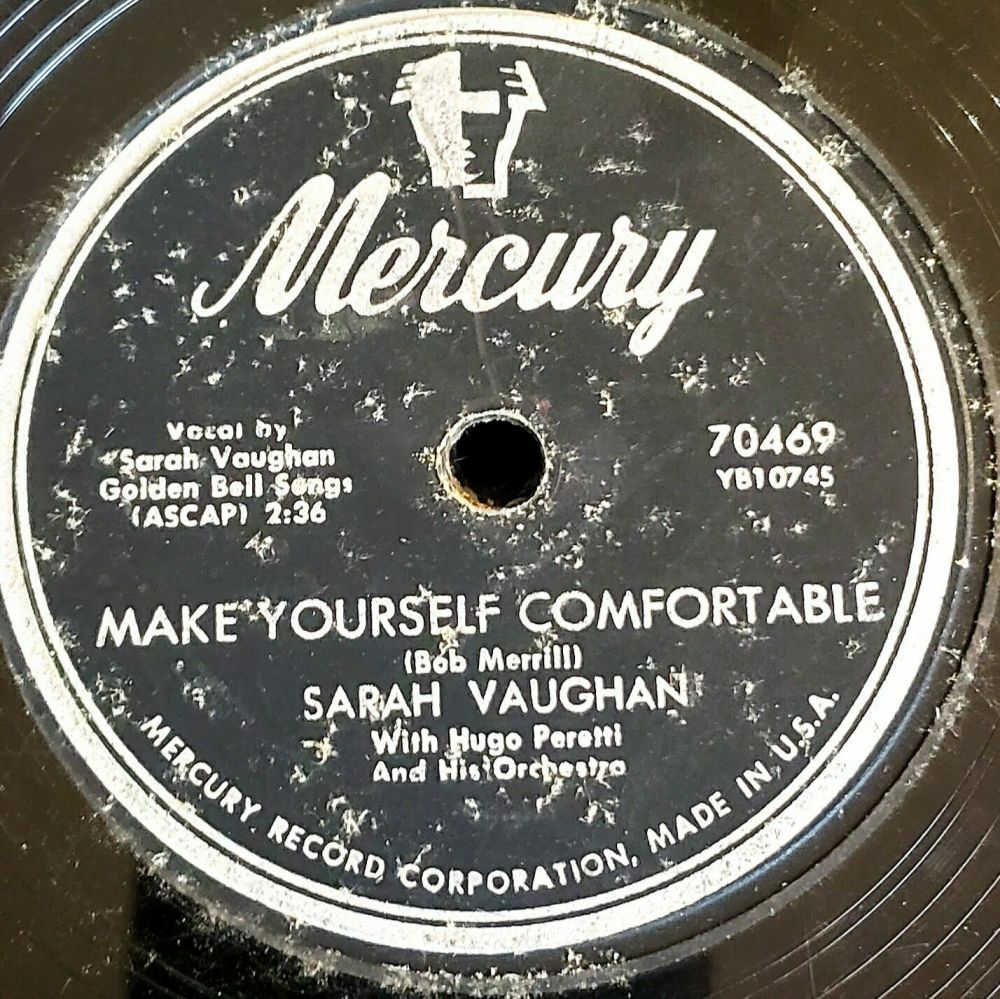 Mercury
Vocal by
Sarah Vaughan
Golden Bell Songs
(ASCAP) 2:36
70469
YB10745
MAKE YOURSELF COMFORTABLE
(Bob Merrill)
SARAH VAUGHAN
With Hugo Peretti
And His Orchestra
MERCURY RECORD CORPORATION, MADE IN U.S.A.